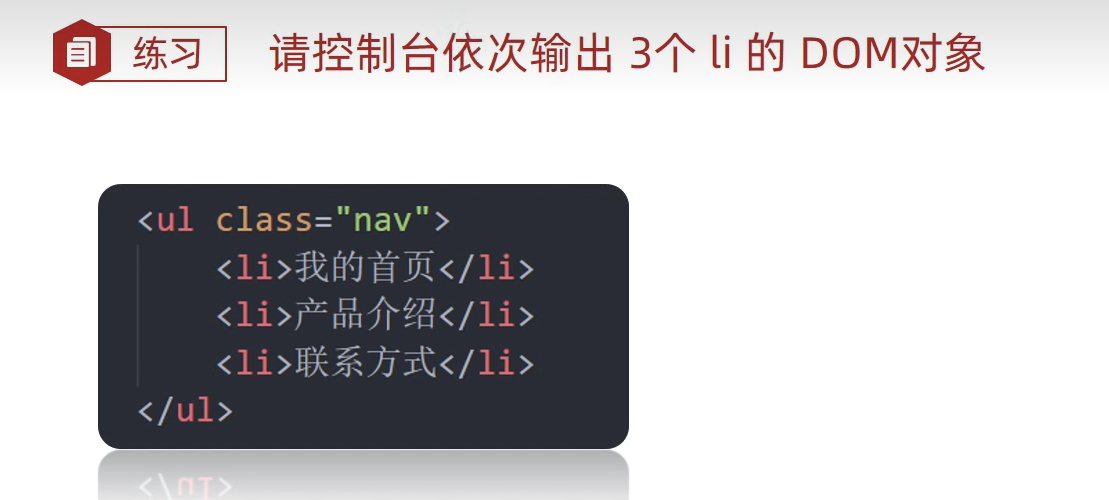 练习 请控制台依次输出 3个 li 的 DOM对象
<ul class="nav">
<li>我的首页</li>
<li>产品介绍</li>
<li>联系方式</li>
</ul>